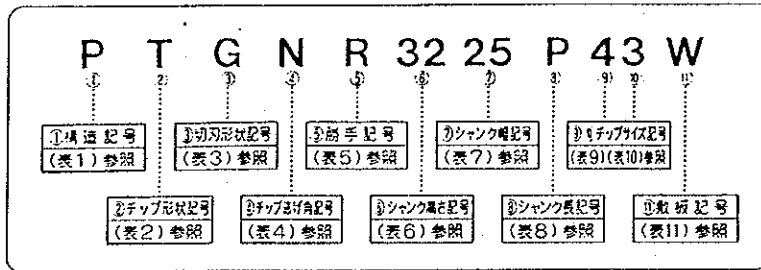 P T G N R 32 25 P 4 3 W
① ② ③ ④ ⑤ ⑥ ⑦ ⑧ ⑨ ⑩ ⑪
①構造記号
(表1)参照
③切刃形状記号
(表3)参照
⑤勝手記号
(表5)参照
⑦シャンク幅記号
(表7)参照
⑨⑩チップサイズ記号
(表9)(表10)参照
②チップ形状記号
(表2)参照
④チップ逃げ角記号
(表4)参照
⑥シャンク高さ記号
(表6)参照
⑧シャンク長記号
(表8)参照
⑪敷板記号
(表11)参照